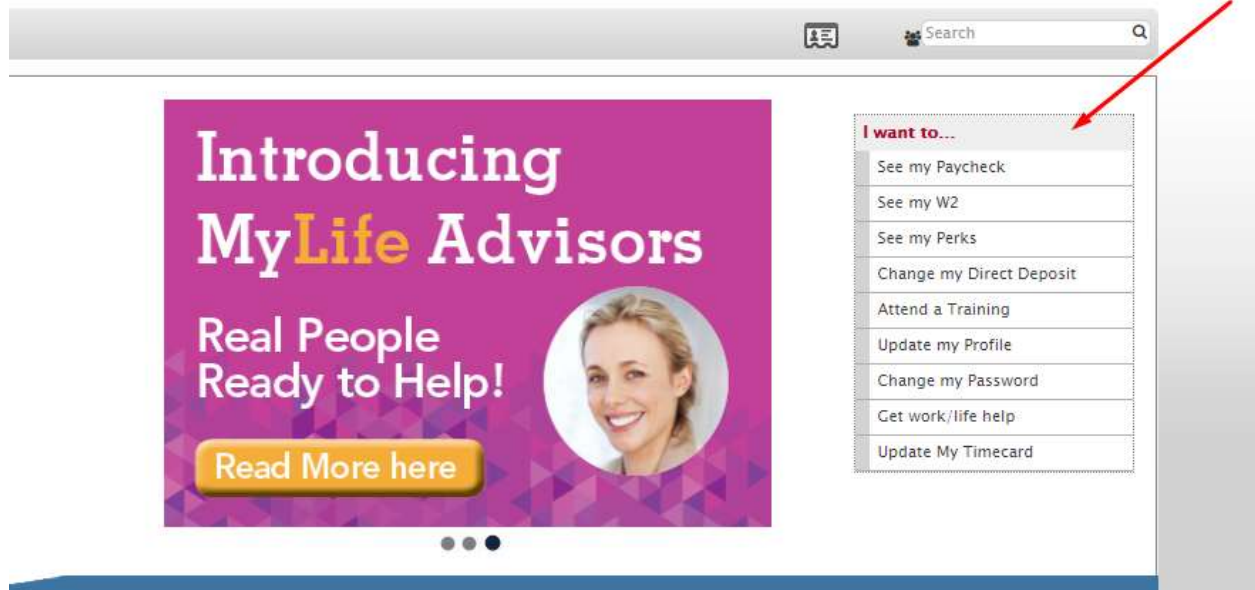 Search
Introducing
MyLife Advisors
Real People
Ready to Help!
Read More here
I want to...
See my Paycheck
See my W2
See my Perks
Change my Direct Deposit
Attend a Training
Update my Profile
Change my Password
Get work/life help
Update My Timecard